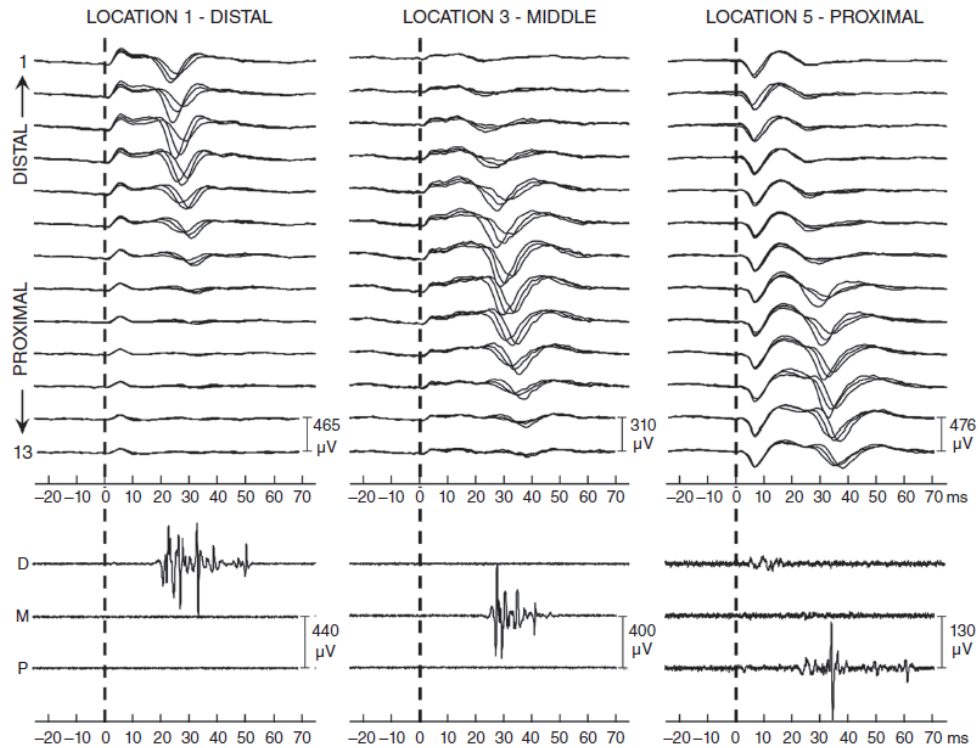 LOCATION 1 - DISTAL LOCATION 3 - MIDDLE LOCATION 5 - PROXIMAL
1
DISTAL
PROXIMAL
13
465 µV
310 µV
476 µV
–20 –10 0 10 20 30 40 50 60 70 –20 –10 0 10 20 30 40 50 60 70 –20 –10 0 10 20 30 40 50 60 70 ms
D
M
P
440 µV
400 µV
130 µV
–20 –10 0 10 20 30 40 50 60 70 –20 –10 0 10 20 30 40 50 60 70 –20 –10 0 10 20 30 40 50 60 70 ms